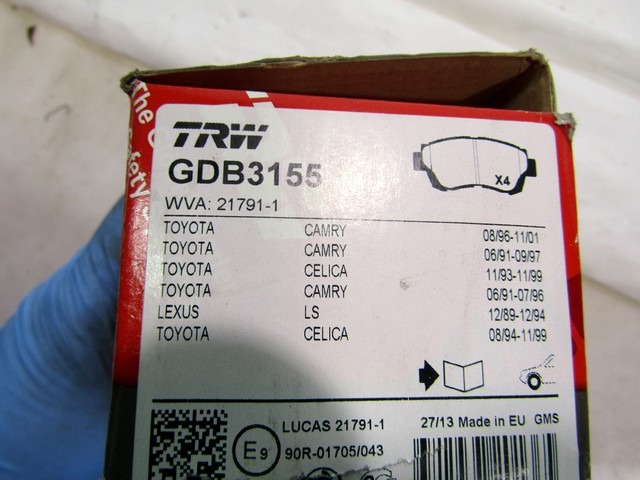 The
Safety
TRW
GDB3155
X4
WVA: 21791-1
TOYOTA CAMRY 08/96-11/01
TOYOTA CAMRY 06/91-09/97
TOYOTA CELICA 11/93-11/99
TOYOTA CAMRY 06/91-07/96
LEXUS LS 12/89-12/94
TOYOTA CELICA 08/94-11/99
LUCAS 21791-1 27/13 Made in EU GMS
E9 90R-01705/043